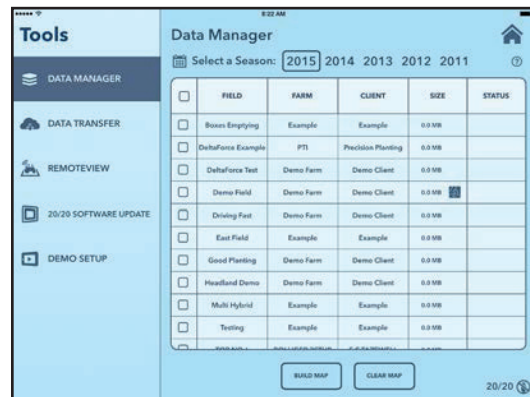 8:22 AM
Tools
DATA MANAGER
DATA TRANSFER
REMOTEVIEW
20/20 SOFTWARE UPDATE
DEMO SETUP
Data Manager
Select a Season: 2015 2014 2013 2012 2011
FIELD FARM CLIENT SIZE STATUS
Boxes Emptying Example Example 0.0 MB
DeltaForce Example PTI Precision Planting 0.0 MB
DeltaForce Test Demo Farm Demo Client 0.0 MB
Demo Field Demo Farm Demo Client 0.0 MB
Driving Fast Demo Farm Demo Client 0.0 MB
East Field Example Example 0.0 MB
Good Planting Demo Farm Demo Client 0.0 MB
Headland Demo Demo Farm Demo Client 0.0 MB
Multi Hybrid Example Example 0.0 MB
Testing Example Example 0.0 MB
BUILD MAP CLEAR MAP
20/20